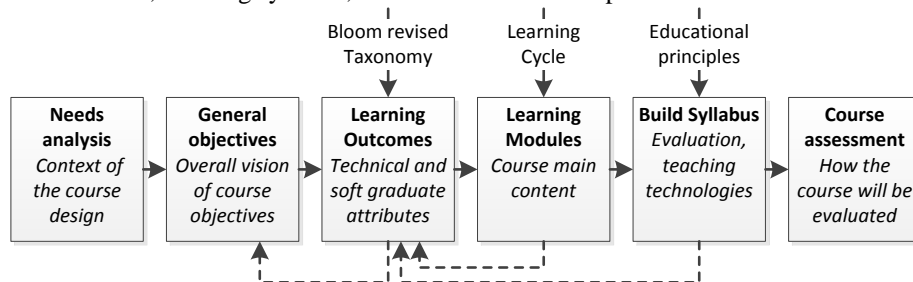 Bloom revised
Taxonomy
Learning
Cycle
Educational
principles
Needs
analysis
Context of
the course
design
General
objectives
Overall vision
of course
objectives
Learning
Outcomes
Technical and
soft graduate
attributes
Learning
Modules
Course main
content
Build Syllabus
Evaluation,
teaching
technologies
Course
assessment
How the
course will be
evaluated